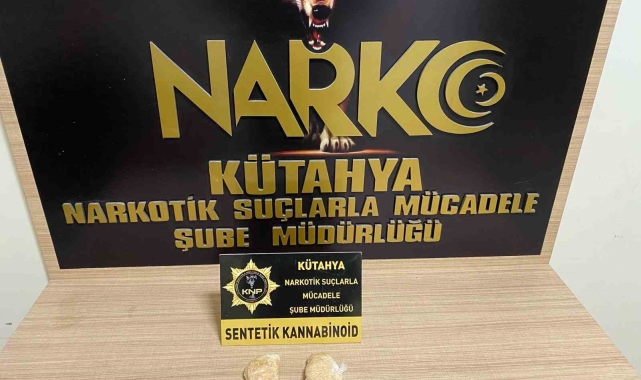 NARKO
KÜTAHYA
NARKOTİK SUÇLARLA MÜCADELE
ŞUBE MÜDÜRLÜĞÜ
KÜTAHYA
NARKOTİK SUÇLARLA
MÜCADELE
ŞUBE MÜDÜRLÜĞÜ
KNP
SENTETİK KANNABİNOİD